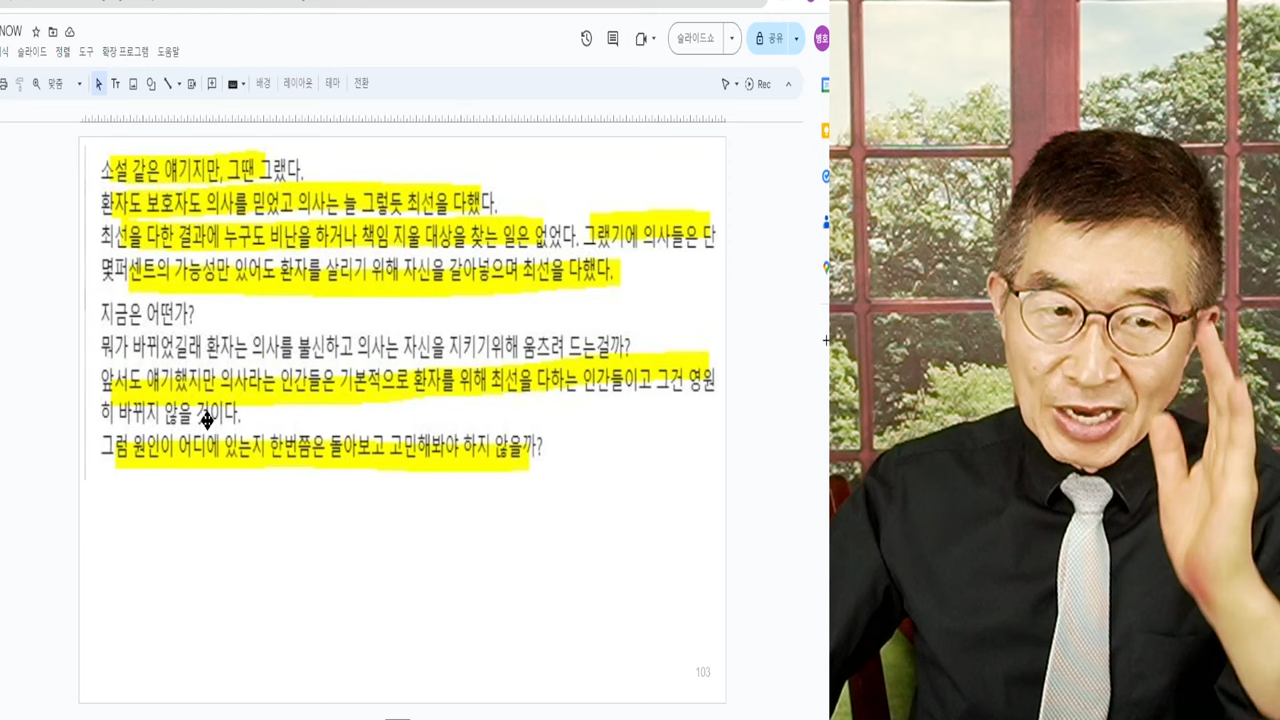 NOW
슬라이드 정렬 도구 확장 프로그램 도움말
슬라이드쇼
공유
범호
맞춤
Tт
배경 레이아웃 테마 전환
Rec
소설 같은 얘기지만, 그땐 그랬다.
환자도 보호자도 의사를 믿었고 의사는 늘 그렇듯 최선을 다했다.
최선을 다한 결과에 누구도 비난을 하거나 책임 지울 대상을 찾는 일은 없었다. 그랬기에 의사들은 단
몇퍼센트의 가능성만 있어도 환자를 살리기 위해 자신을 갈아넣으며 최선을 다했다.
지금은 어떤가?
뭐가 바뀌었길래 환자는 의사를 불신하고 의사는 자신을 지키기위해 움츠려 드는걸까?
앞서도 얘기했지만 의사라는 인간들은 기본적으로 환자를 위해 최선을 다하는 인간들이고 그건 영원
히 바뀌지 않을 것이다.
그럼 원인이 어디에 있는지 한번쯤은 돌아보고 고민해봐야 하지 않을까?
103